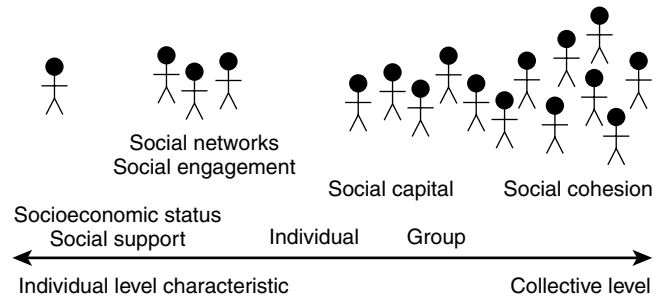 Social networks
Social engagement
Social capital
Social cohesion
Socioeconomic status
Social support
Individual
Group
Individual level characteristic
Collective level